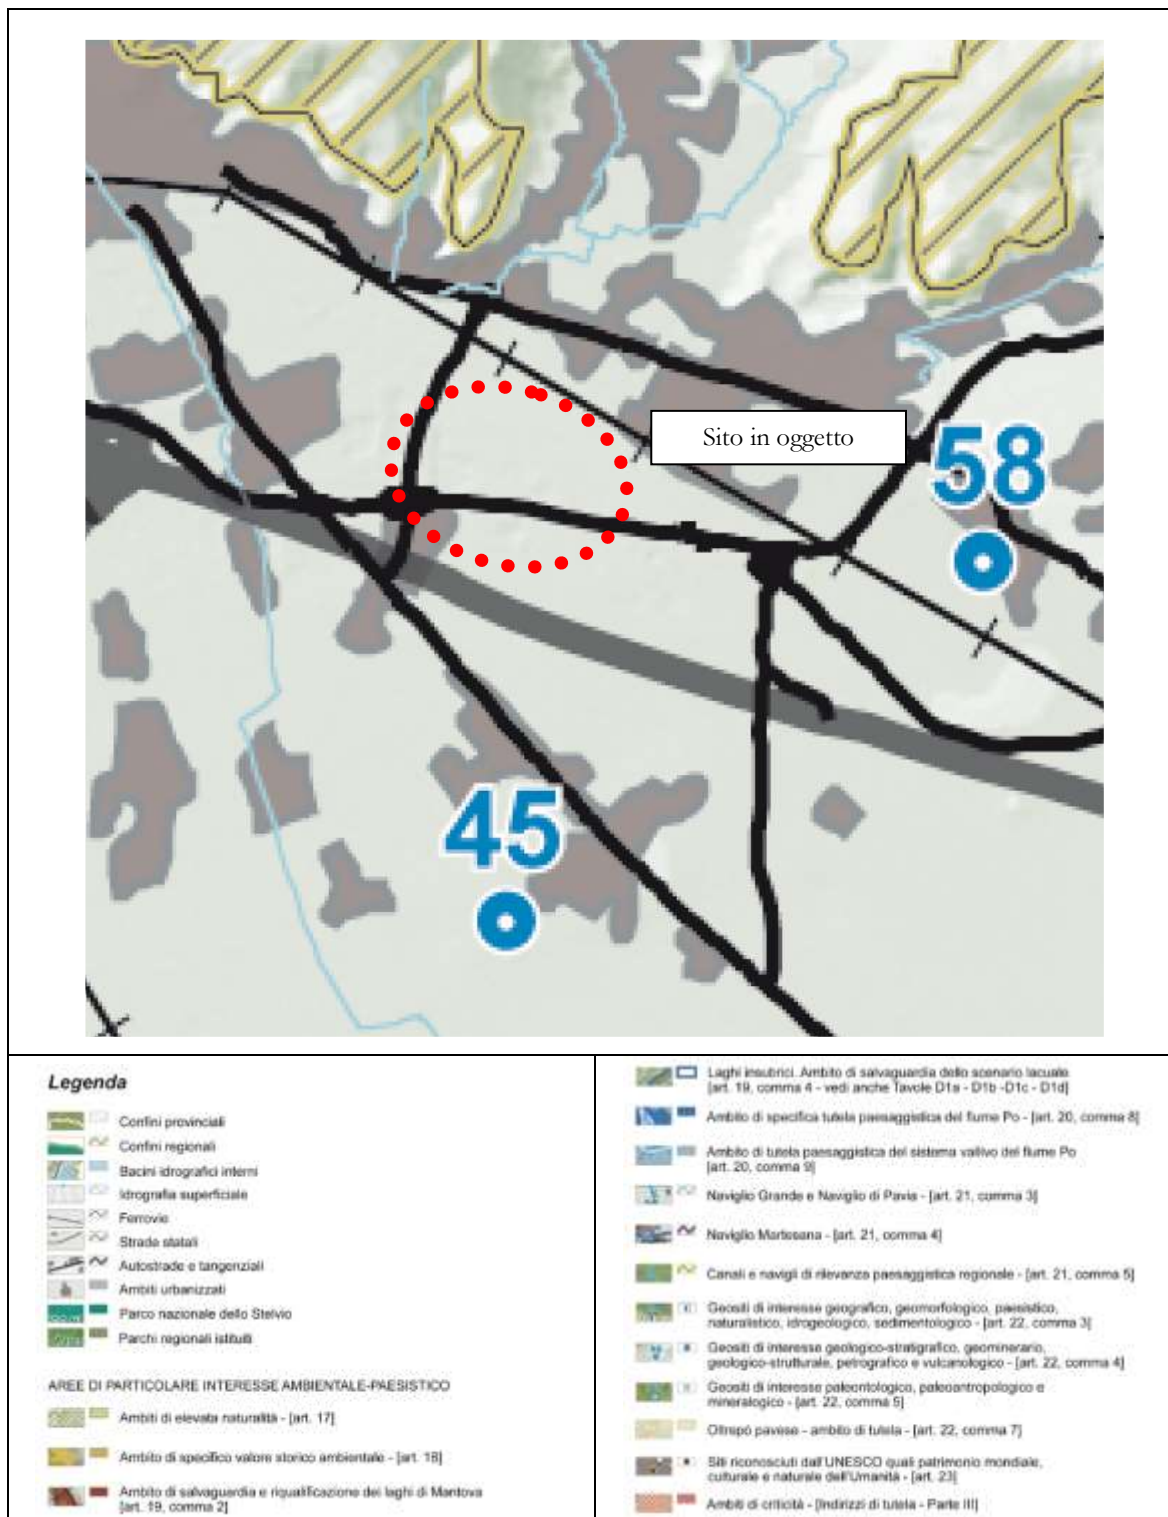 Sito in oggetto
58
45
Legenda
Confini provinciali
Confini regionali
Bacini idrografici interni
Idrografia superficiale
Ferrovie
Strade statali
Autostrade e tangenziali
Ambiti urbanizzati
Parco nazionale dello Stelvio
Parchi regionali istituiti
AREE DI PARTICOLARE INTERESSE AMBIENTALE-PAESISTICO
Ambiti di elevata naturalità - [art. 17]
Ambito di specifico valore storico ambientale - [art. 18]
Ambito di salvaguardia e riqualificazione dei laghi di Mantova
[art. 19, comma 2]
Laghi insubrici. Ambito di salvaguardia dello scenario lacuale
[art. 19, comma 4 - vedi anche Tavole D1a - D1b -D1c - D1d]
Ambito di specifica tutela paesaggistica del fiume Po - [art. 20, comma 8]
Ambito di tutela paesaggistica del sistema vallivo del fiume Po
[art. 20, comma 9]
Naviglio Grande e Naviglio di Pavia - [art. 21, comma 3]
Naviglio Martesana - [art. 21, comma 4]
Canali e navigli di rilevanza paesaggistica regionale - [art. 21, comma 5]
Geositi di interesse geografico, geomorfologico, paesistico,
naturalistico, idrogeologico, sedimentologico - [art. 22, comma 3]
Geositi di interesse geologico-stratigrafico, geominerario,
geologico-strutturale, petrografico e vulcanologico - [art. 22, comma 4]
Geositi di interesse paleontologico, paleoantropologico e
mineralogico - [art. 22, comma 5]
Oltrepò pavese - ambito di tutela - [art. 22, comma 7]
Siti riconosciuti dall'UNESCO quali patrimonio mondiale,
culturale e naturale dell'Umanità - [art. 23]
Ambiti di criticità - [Indirizzi di tutela - Parte III]